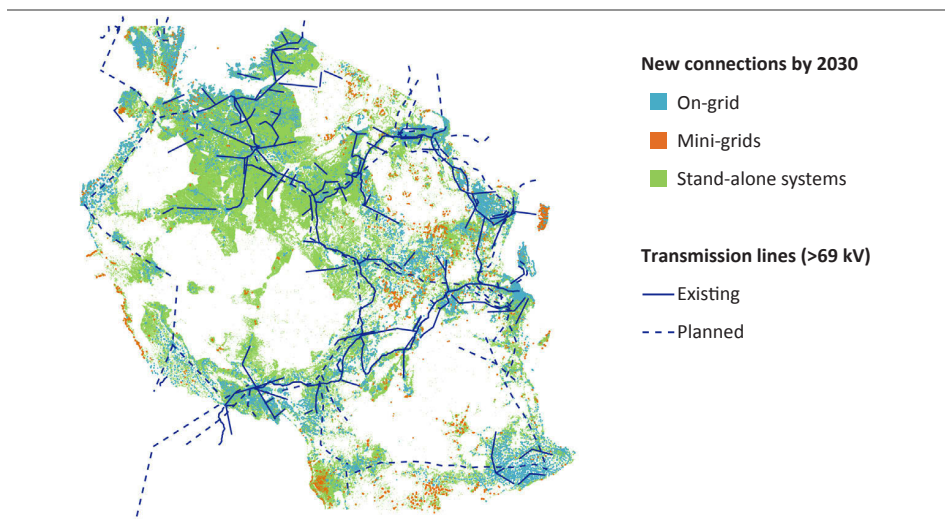 New connections by 2030
On-grid
Mini-grids
Stand-alone systems
Transmission lines (>69 kV)
Existing
Planned